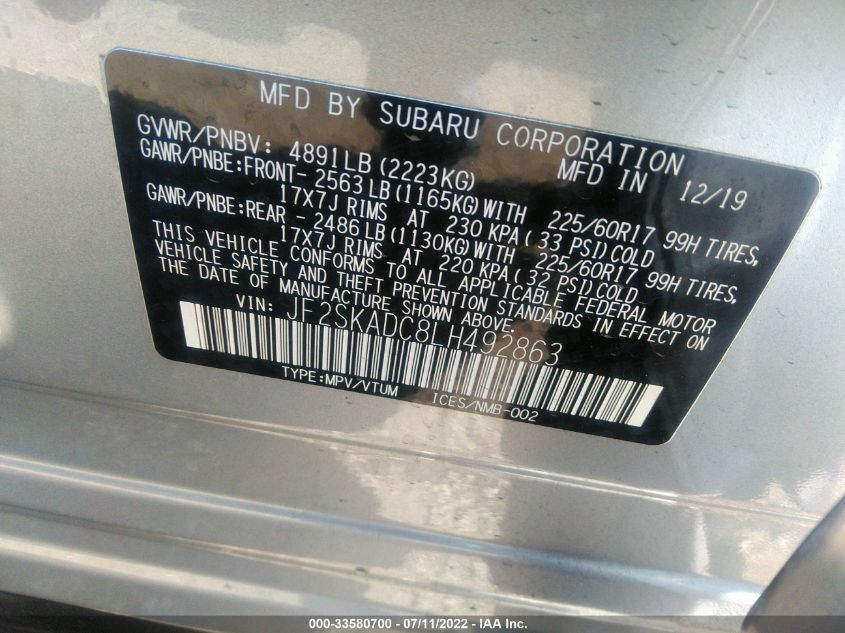 MFD BY SUBARU CORPORATION
MFD IN 12/19
GVWR/PNBV: 4891LB(2223KG)
GAWR/PNBE:FRONT- 2563LB(1165KG)WITH 225/60R17 99H TIRES,
17X7J RIMS AT 230 KPA(33 PSI)COLD
GAWR/PNBE:REAR - 2486LB(1130KG)WITH 225/60R17 99H TIRES,
17X7J RIMS AT 220 KPA(32 PSI)COLD
THIS VEHICLE CONFORMS TO ALL APPLICABLE FEDERAL MOTOR
VEHICLE SAFETY AND THEFT PREVENTION STANDARDS IN EFFECT ON
THE DATE OF MANUFACTURE SHOWN ABOVE.
VIN: JF2SKADC8LH492863
TYPE:MPV/VTUM ICES/NMB-002
000-33580700 - 07/11/2022 - IAA Inc.